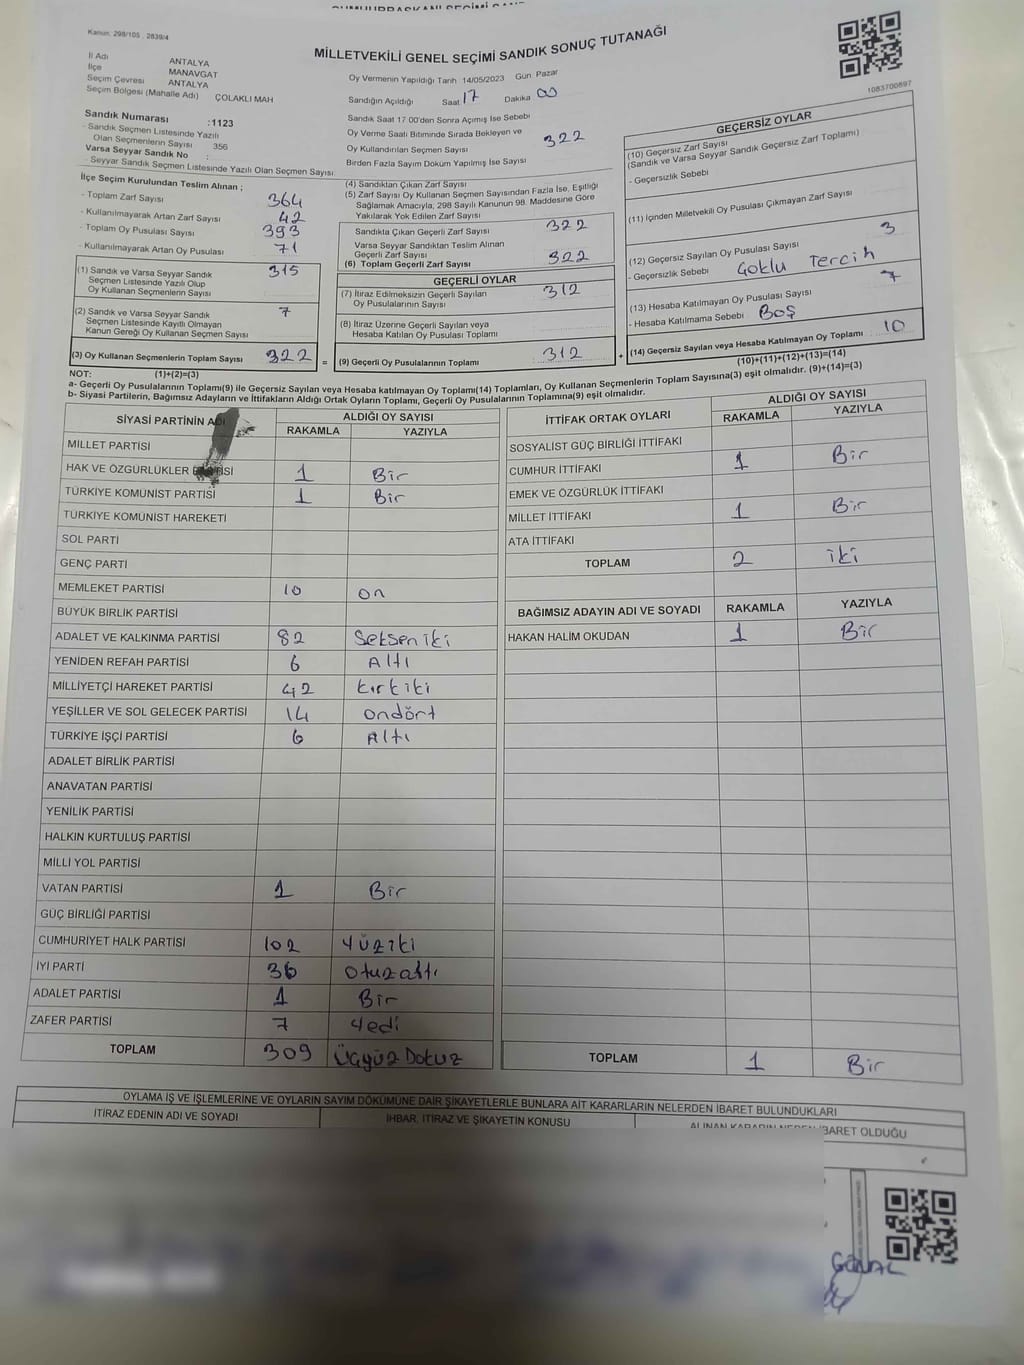 Kanun: 298/105 , 2839/4
MİLLETVEKİLİ GENEL SEÇİMİ SANDIK SONUÇ TUTANAĞI
1083700897
İl Adı ANTALYA
İlçe MANAVGAT
Seçim Çevresi ANTALYA
Seçim Bölgesi (Mahalle Adı) ÇOLAKLI MAH
Sandık Numarası :1123
- Sandık Seçmen Listesinde Yazılı
Olan Seçmenlerin Sayısı 356
Varsa Seyyar Sandık No :
- Seyyar Sandık Seçmen Listesinde Yazılı Olan Seçmen Sayısı.
Oy Vermenin Yapıldığı Tarih 14/05/2023 Gün Pazar
Sandığın Açıldığı Saat 17 Dakika 00
Sandık Saat 17 00'den Sonra Açımış İse Sebebi
Oy Verme Saati Bitiminde Sırada Bekleyen ve
Oy Kullandırılan Seçmen Sayısı 322
Birden Fazla Sayım Döküm Yapılmış İse Sayısı
İlçe Seçim Kurulundan Teslim Alınan ;
- Toplam Zarf Sayısı 364
- Kullanılmayarak Artan Zarf Sayısı 42
- Toplam Oy Pusulası Sayısı 393
- Kullanılmayarak Artan Oy Pusulası 71
(1) Sandık ve Varsa Seyyar Sandık
Seçmen Listesinde Yazılı Olup
Oy Kullanan Seçmenlerin Sayısı 315
(2) Sandık ve Varsa Seyyar Sandık
Seçmen Listesinde Kayıtlı Olmayan
Kanun Gereği Oy Kullanan Seçmen Sayısı 7
(3) Oy Kullanan Seçmenlerin Toplam Sayısı 322 =
(1)+(2)=(3)
(4) Sandıktan Çıkan Zarf Sayısı
(5) Zarf Sayısı Oy Kullanan Seçmen Sayısından Fazla İse, Eşitliği
Sağlamak Amacıyla, 298 Sayılı Kanunun 98. Maddesine Göre
Yakılarak Yok Edilen Zarf Sayısı
Sandıkta Çıkan Geçerli Zarf Sayısı 322
Varsa Seyyar Sandıktan Teslim Alınan
Geçerli Zarf Sayısı
(6) Toplam Geçerli Zarf Sayısı 322
GEÇERLİ OYLAR
(7) İtiraz Edilmeksizin Geçerli Sayılan
Oy Pusulalarının Sayısı 312
(8) İtiraz Üzerine Geçerli Sayılan veya
Hesaba Katılan Oy Pusulası Toplamı
(9) Geçerli Oy Pusulalarının Toplamı 312 +
GEÇERSİZ OYLAR
(10) Geçersiz Zarf Sayısı
(Sandık ve Varsa Seyyar Sandık Geçersiz Zarf Toplamı)
- Geçersizlik Sebebi
(11) İçinden Milletvekili Oy Pusulası Çıkmayan Zarf Sayısı
(12) Geçersiz Sayılan Oy Pusulası Sayısı 3
- Geçersizlik Sebebi Çoklu Tercih
(13) Hesaba Katılmayan Oy Pusulası Sayısı 7
- Hesaba Katılmama Sebebi Boş
(14) Geçersiz Sayılan veya Hesaba Katılmayan Oy Toplamı 10
(10)+(11)+(12)+(13)=(14)
NOT:
a- Geçerli Oy Pusulalarının Toplamı(9) ile Geçersiz Sayılan veya Hesaba katılmayan Oy Toplamı(14) Toplamları, Oy Kullanan Seçmenlerin Toplam Sayısına(3) eşit olmalıdır. (9)+(14)=(3)
b- Siyasi Partilerin, Bağımsız Adayların ve İttifakların Aldığı Ortak Oyların Toplamı, Geçerli Oy Pusulalarının Toplamına(9) eşit olmalıdır.
SİYASİ PARTİNİN ADI ALDIĞI OY SAYISI
RAKAMLA YAZIYLA
MİLLET PARTİSİ
HAK VE ÖZGÜRLÜKLER 1 Bir
TÜRKİYE KOMUNİST PARTİSİ 1 Bir
TÜRKİYE KOMÜNİST HAREKETİ
SOL PARTİ
GENÇ PARTİ
MEMLEKET PARTİSİ 10 on
BÜYÜK BİRLİK PARTİSİ
ADALET VE KALKINMA PARTİSİ 82 Seksen iki
YENİDEN REFAH PARTİSİ 6 Altı
MİLLİYETÇİ HAREKET PARTİSİ 42 kırk iki
YEŞİLLER VE SOL GELECEK PARTİSİ 14 ondört
TÜRKİYE İŞÇİ PARTİSİ 6 Altı
ADALET BİRLİK PARTİSİ
ANAVATAN PARTİSİ
YENİLİK PARTİSİ
HALKIN KURTULUŞ PARTİSİ
MİLLİ YOL PARTİSİ
VATAN PARTİSİ 1 Bir
GÜÇ BİRLİĞİ PARTİSİ
CUMHURİYET HALK PARTİSİ 102 Yüziki
İYİ PARTİ 36 otuzaltı
ADALET PARTİSİ 1 Bir
ZAFER PARTİSİ 7 Yedi
TOPLAM 309 Üçyüz Dokuz
İTTİFAK ORTAK OYLARI ALDIĞI OY SAYISI
RAKAMLA YAZIYLA
SOSYALİST GÜÇ BİRLİĞİ İTTİFAKI
CUMHUR İTTİFAKI 1 Bir
EMEK VE ÖZGÜRLÜK İTTİFAKI
MİLLET İTTİFAKI 1 Bir
ATA İTTİFAKI
TOPLAM 2 iki
BAĞIMSIZ ADAYIN ADI VE SOYADI RAKAMLA YAZIYLA
HAKAN HALİM OKUDAN 1 Bir
TOPLAM 1 Bir
OYLAMA İŞ VE İŞLEMLERİNE VE OYLARIN SAYIM DÖKÜMÜNE DAİR ŞİKAYETLERLE BUNLARA AİT KARARLARIN NELERDEN İBARET BULUNDUKLARI
İTİRAZ EDENİN ADI VE SOYADI İHBAR, İTİRAZ VE ŞİKAYETİN KONUSU ALINAN KARARIN NEDEN İBARET OLDUĞU